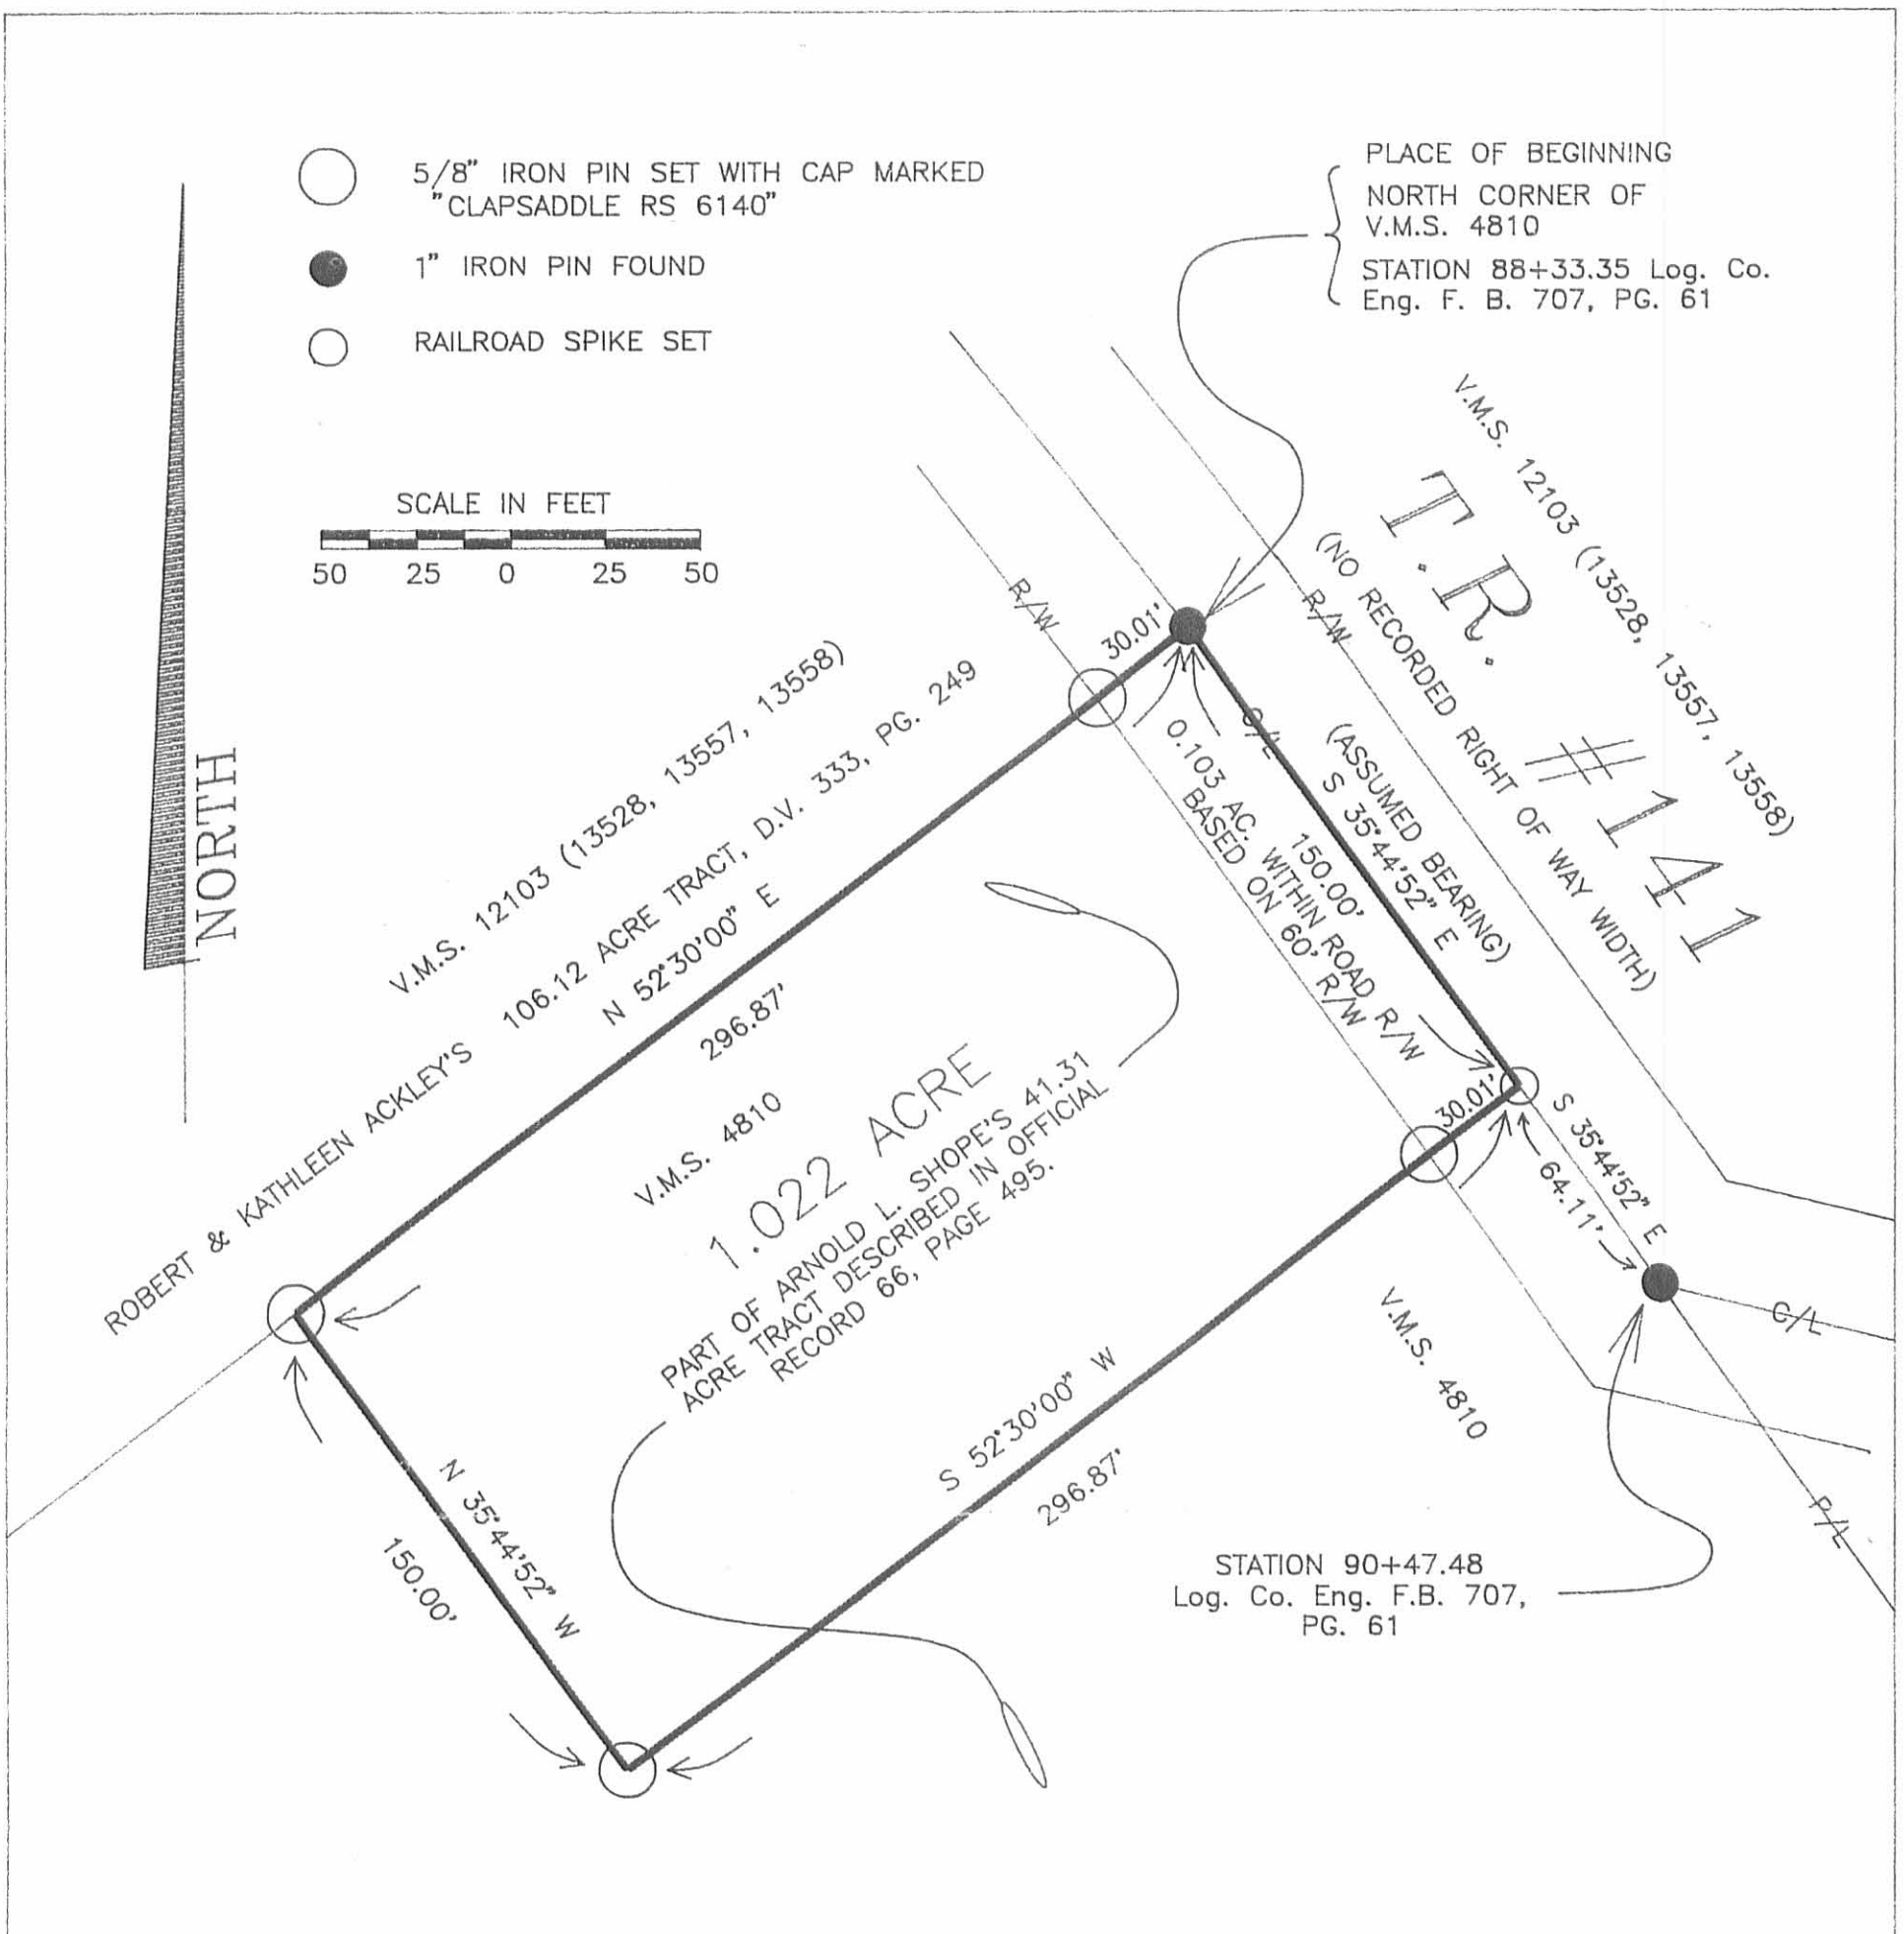 5/8" IRON PIN SET WITH CAP MARKED
"CLAPSADDLE RS 6140"
1" IRON PIN FOUND
RAILROAD SPIKE SET
SCALE IN FEET
50 25 0 25 50
NORTH
PLACE OF BEGINNING
NORTH CORNER OF
V.M.S. 4810
STATION 88+33.35 Log. Co.
Eng. F. B. 707, PG. 61
V.M.S. 12103 (13528, 13557, 13558)
T.R. #141
(NO RECORDED RIGHT OF WAY WIDTH)
R/W
R/W
30.01'
C/L
(ASSUMED BEARING)
S 35°44'52" E
150.00'
0.103 AC. WITHIN ROAD R/W
BASED ON 60' R/W
V.M.S. 12103 (13528, 13557, 13558)
ROBERT & KATHLEEN ACKLEY'S 106.12 ACRE TRACT, D.V. 333, PG. 249
N 52°30'00" E
296.87'
V.M.S. 4810
1.022 ACRE
PART OF ARNOLD L. SHOPE'S 41.31
ACRE TRACT DESCRIBED IN OFFICIAL
RECORD 66, PAGE 495.
30.01'
S 35°44'52" E
64.11'
C/L
P/L
V.M.S. 4810
S 52°30'00" W
296.87'
N 35°44'52" W
150.00'
STATION 90+47.48
Log. Co. Eng. F.B. 707,
PG. 61